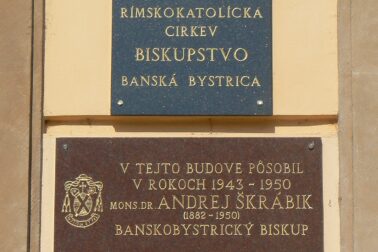 RÍMSKOKATOLÍCKA
CIRKEV
BISKUPSTVO
BANSKÁ BYSTRICA
V TEJTO BUDOVE PÔSOBIL
V ROKOCH 1943 - 1950
MONS. DR. ANDREJ ŠKRÁBIK
(1882 - 1950)
BANSKOBYSTRICKÝ BISKUP